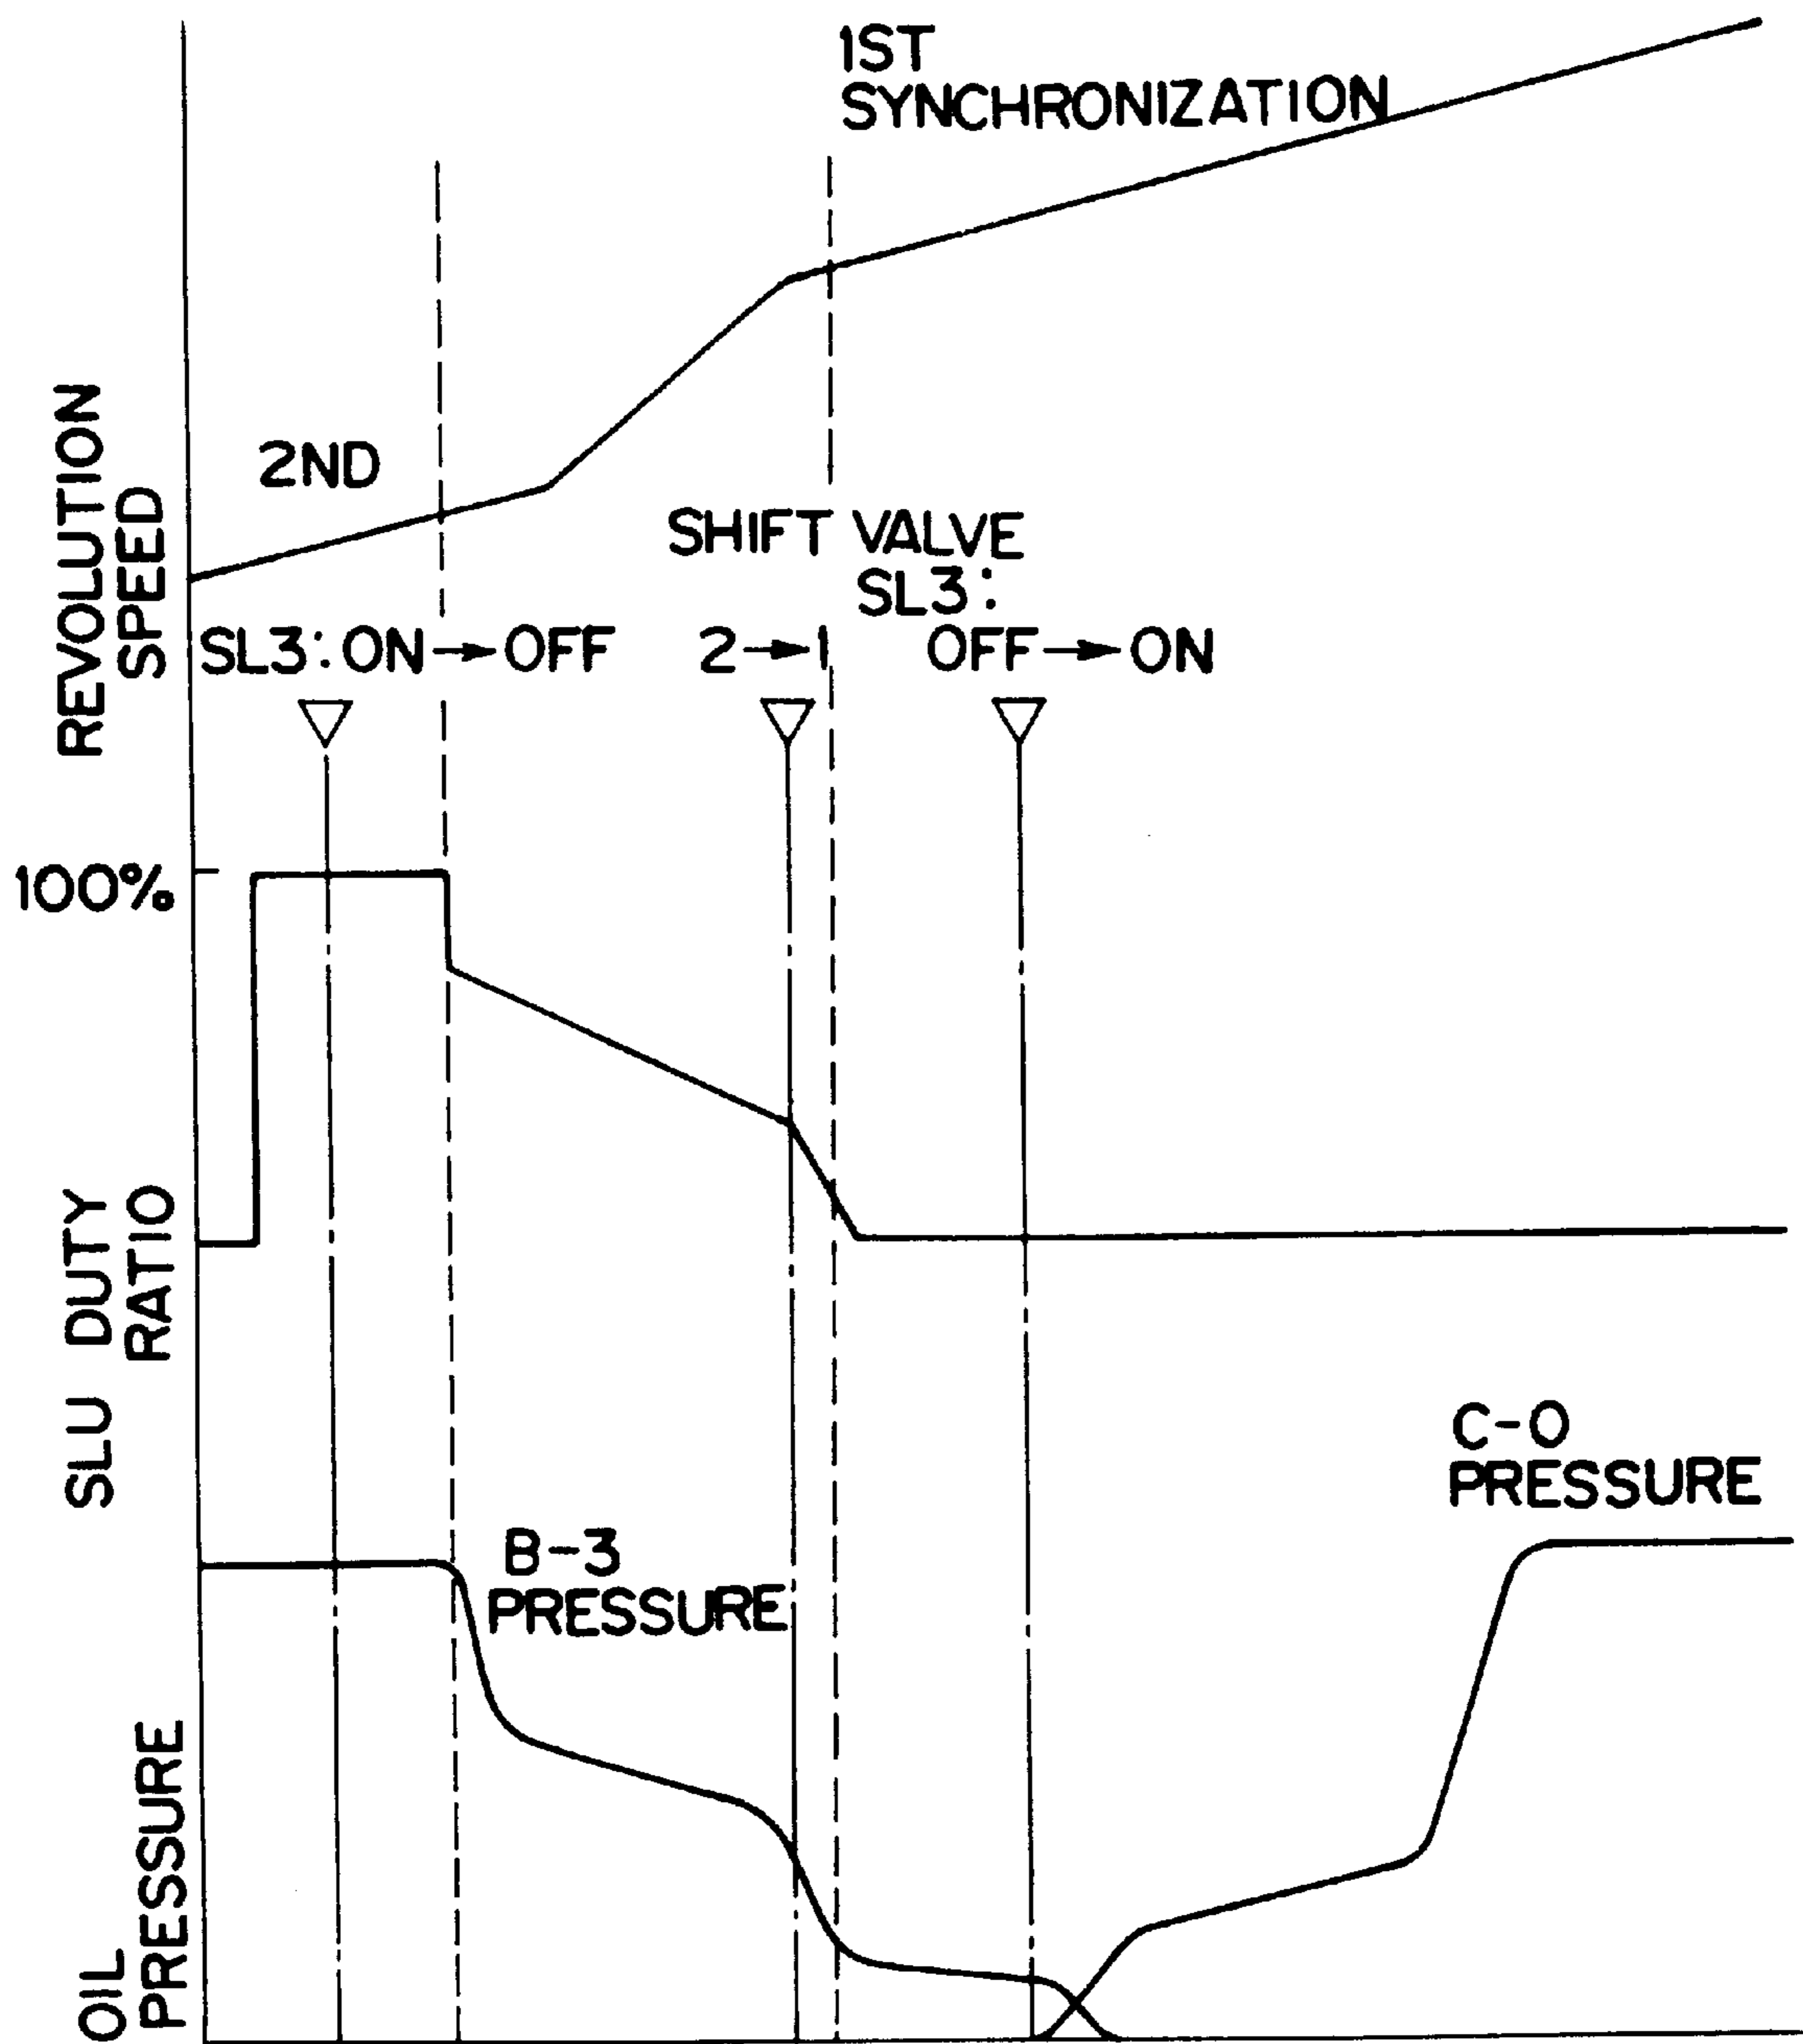 1ST
SYNCHRONIZATION
REVOLUTION
SPEED
2ND
SHIFT VALVE
SL3:
SL3: ON→OFF
2→1
OFF→ON
100%
SLU DUTY
RATIO
C-0
PRESSURE
B-3
PRESSURE
OIL
PRESSURE